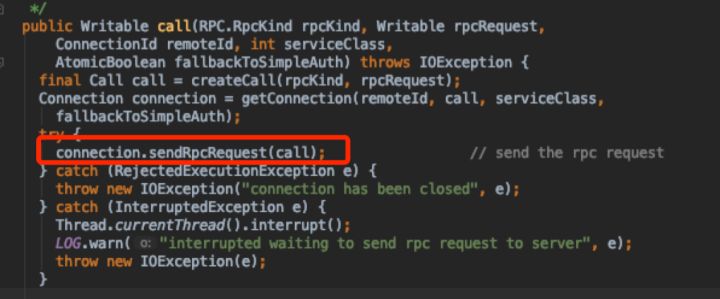 */
public Writable call(RPC.RpcKind rpcKind, Writable rpcRequest,
ConnectionId remoteId, int serviceClass,
AtomicBoolean fallbackToSimpleAuth) throws IOException {
final Call call = createCall(rpcKind, rpcRequest);
Connection connection = getConnection(remoteId, call, serviceClass,
fallbackToSimpleAuth);
try {
connection.sendRpcRequest(call); // send the rpc request
} catch (RejectedExecutionException e) {
throw new IOException("connection has been closed", e);
} catch (InterruptedException e) {
Thread.currentThread().interrupt();
LOG.warn( o: "interrupted waiting to send rpc request to server", e);
throw new IOException(e);
}